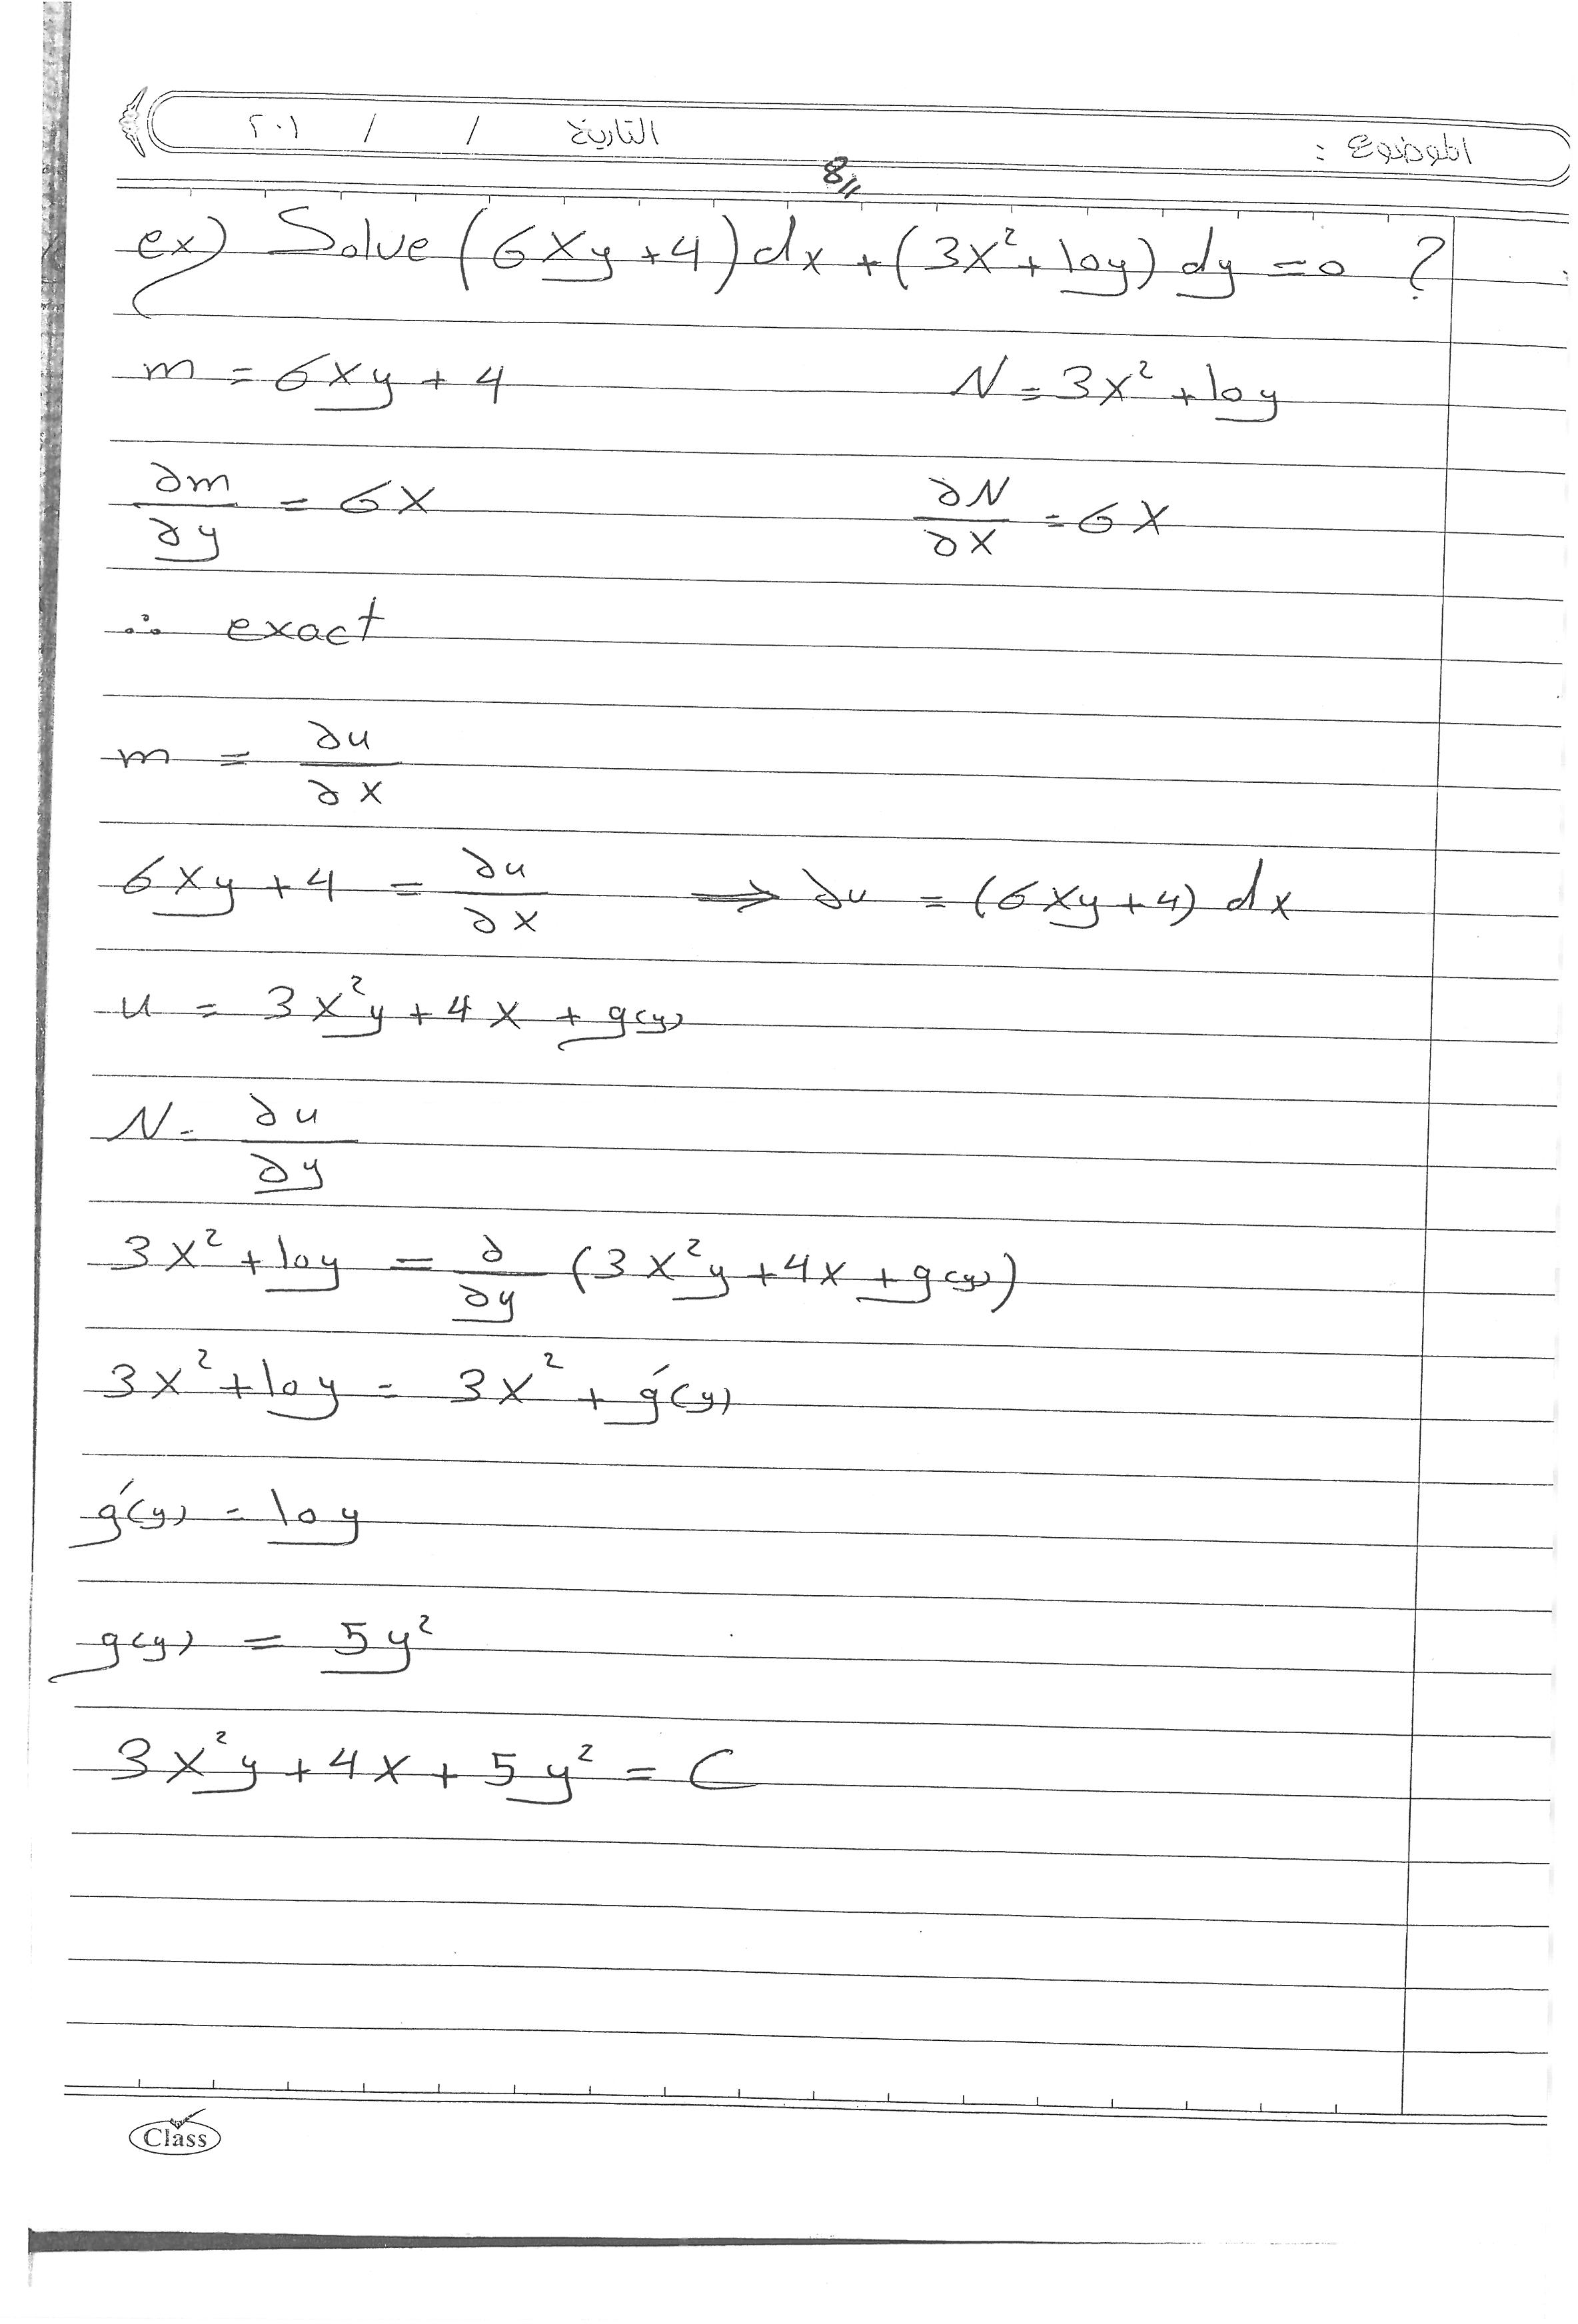 الموضوع : التاريخ / / ٢٠١
8
ex) Solve (6xy+4)dx+(3x²+10y)dy=0 ?
m = 6xy+4 N=3x²+10y
∂m/∂y = 6x ∂N/∂x = 6x
∴ exact
m = ∂u/∂x
6xy+4 = ∂u/∂x ⇒ ∂u = (6xy+4) dx
u = 3x²y+4x+g(y)
N = ∂u/∂y
3x²+10y = ∂/∂y (3x²y+4x+g(y))
3x²+10y = 3x²+g'(y)
g'(y) = 10y
g(y) = 5y²
3x²y+4x+5y² = C
Class